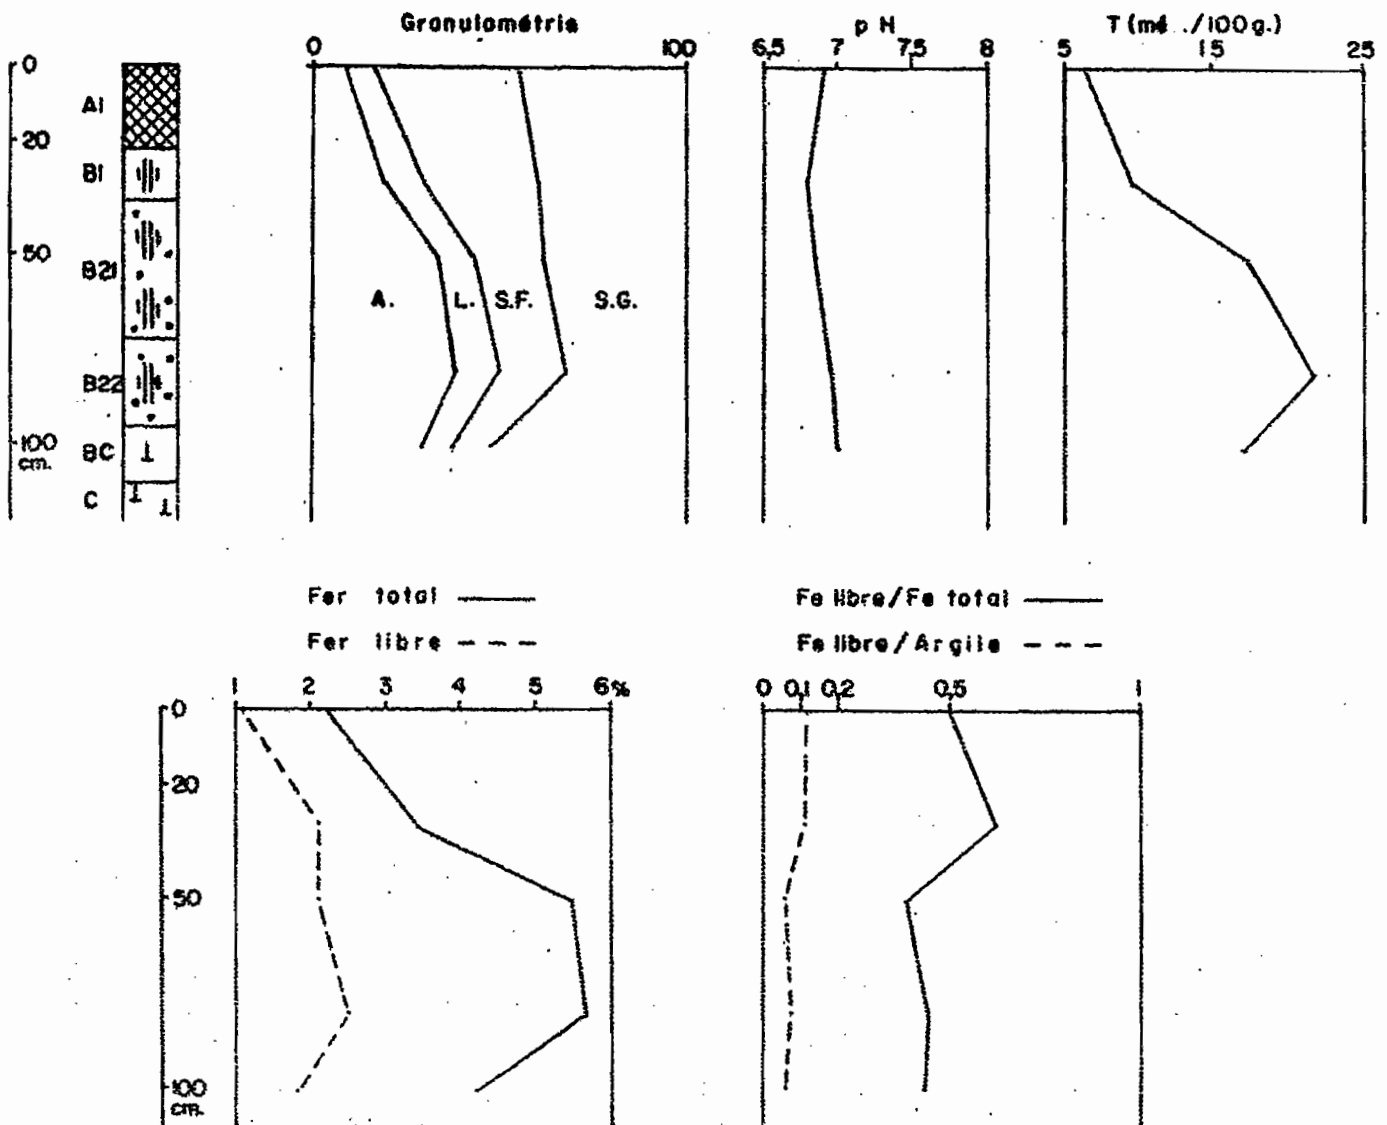 Granulométrie
pH
T (mé../100g.)
0 100
6,5 7 7,5 8
5 15 25
0
A1
20
B1
50
B21
A. L. S.F. S.G.
B22
100
cm.
BC
C
Fer total
Fer libre
Fe libre/Fe total
Fe libre/Argile
1 2 3 4 5 6%
0 0,1 0,2 0,5 1
0
20
50
100
cm.